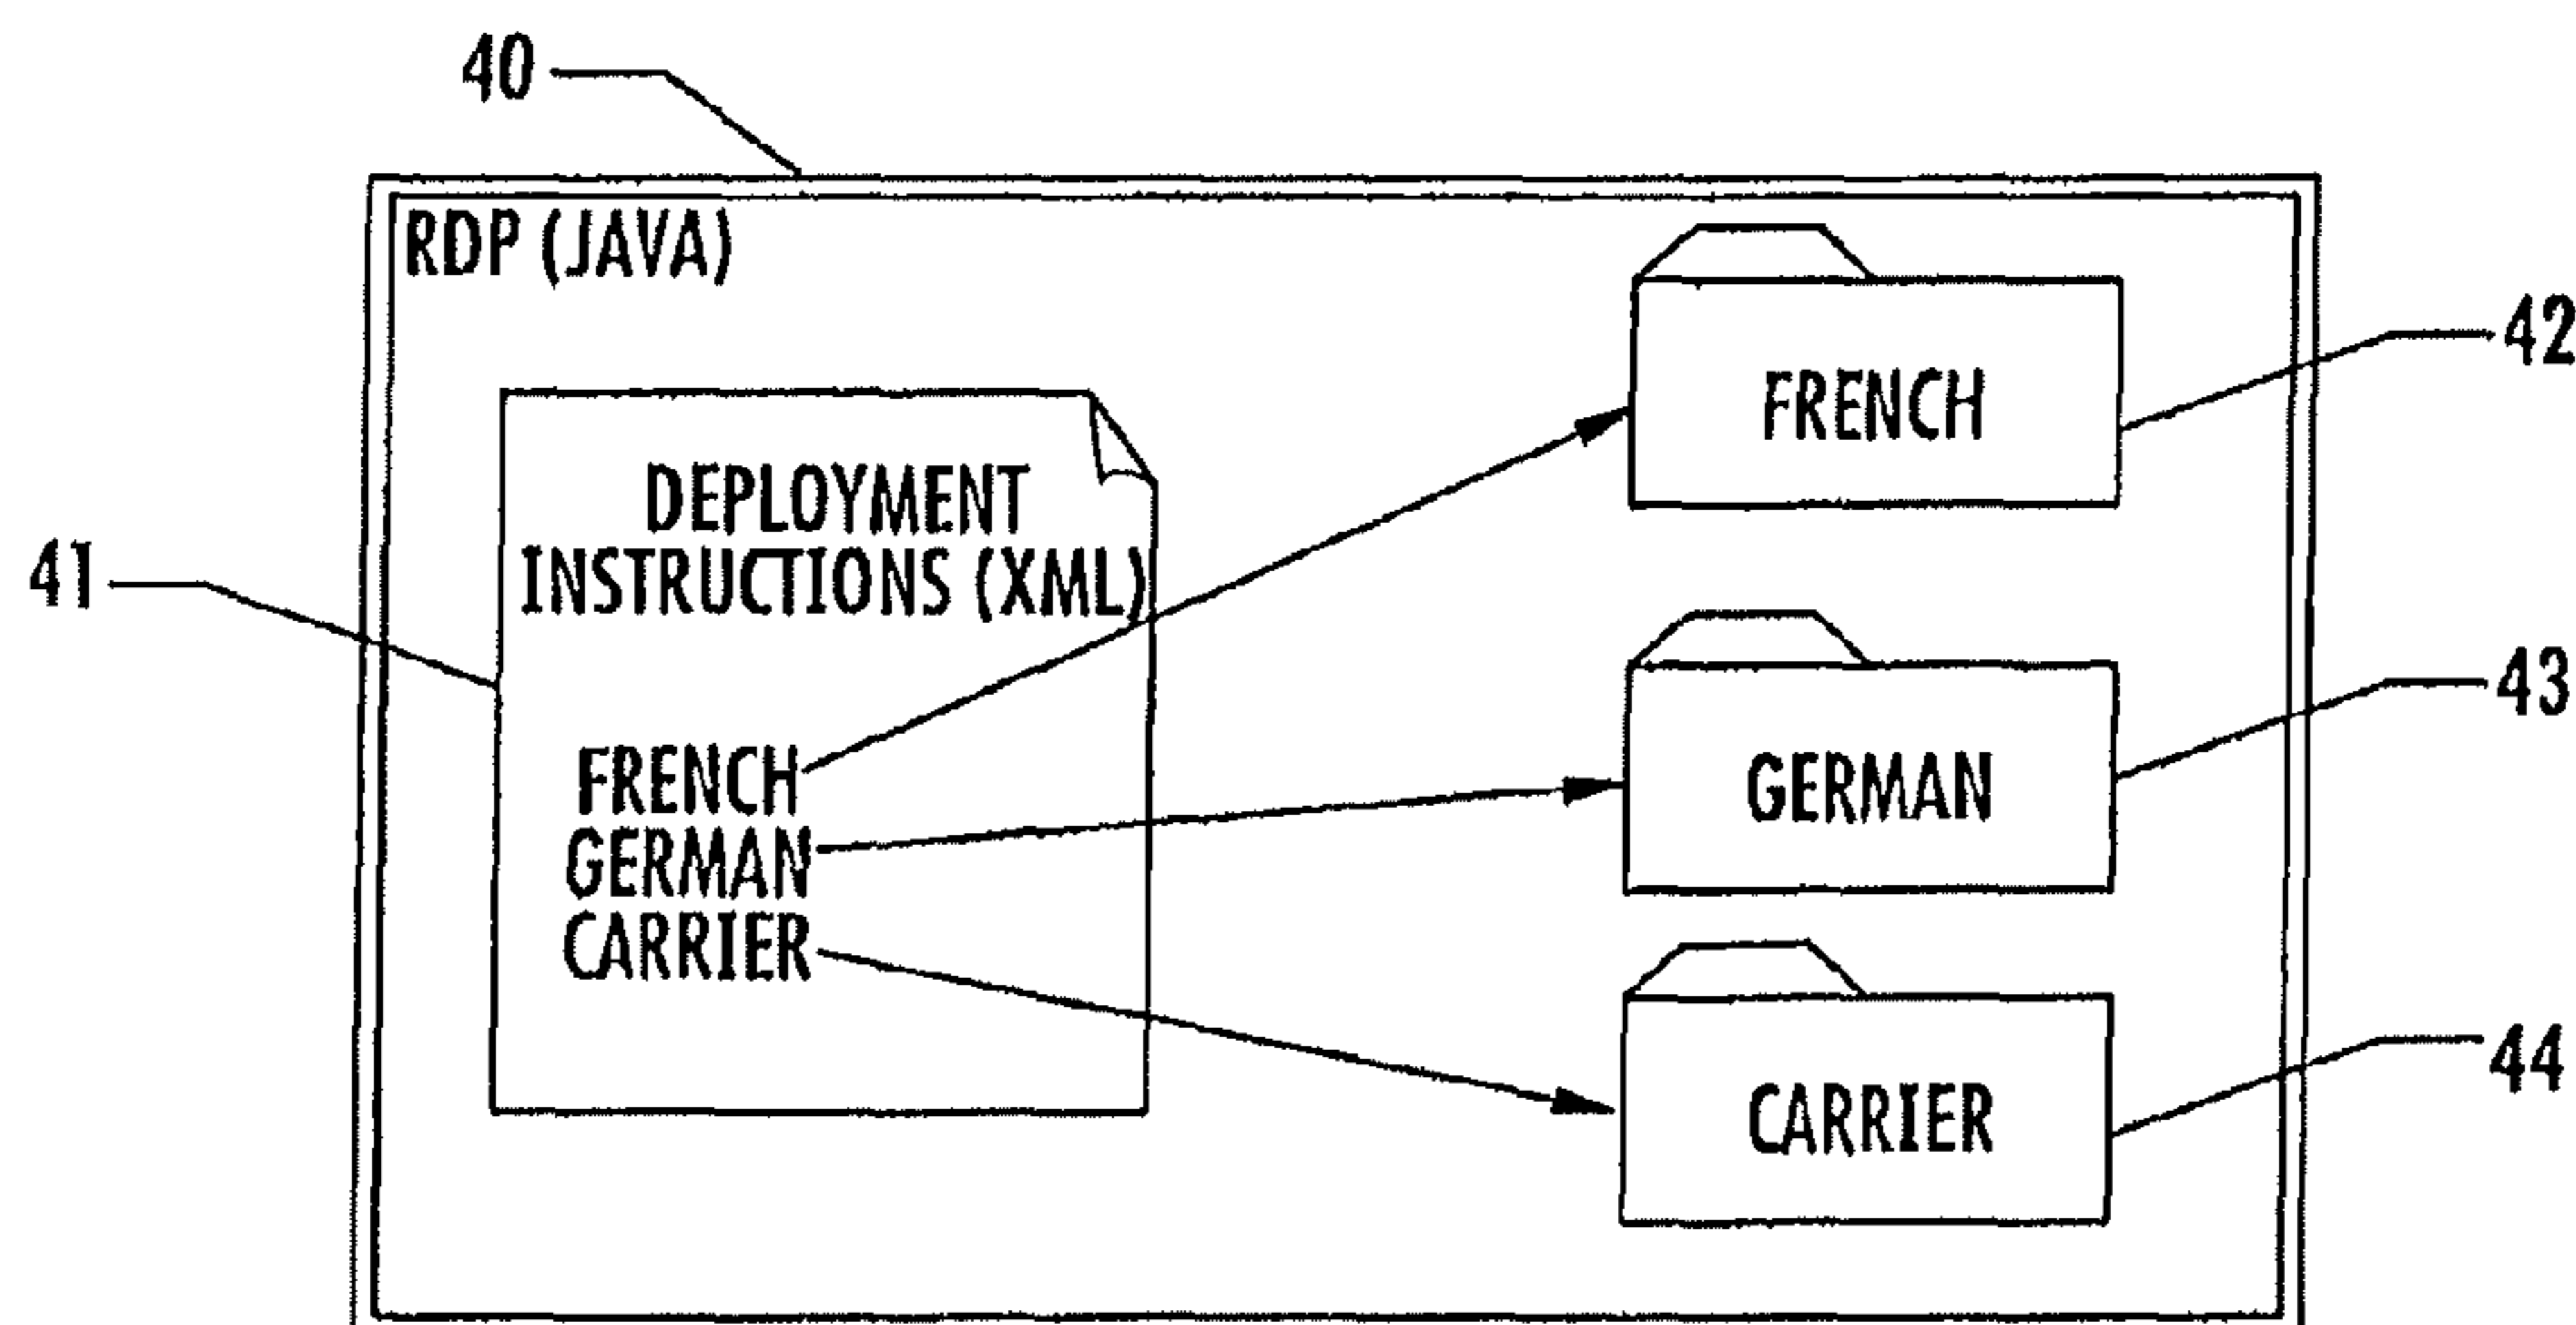 40
RDP (JAVA)
41
DEPLOYMENT
INSTRUCTIONS (XML)
FRENCH
GERMAN
CARRIER
FRENCH
42
GERMAN
43
CARRIER
44